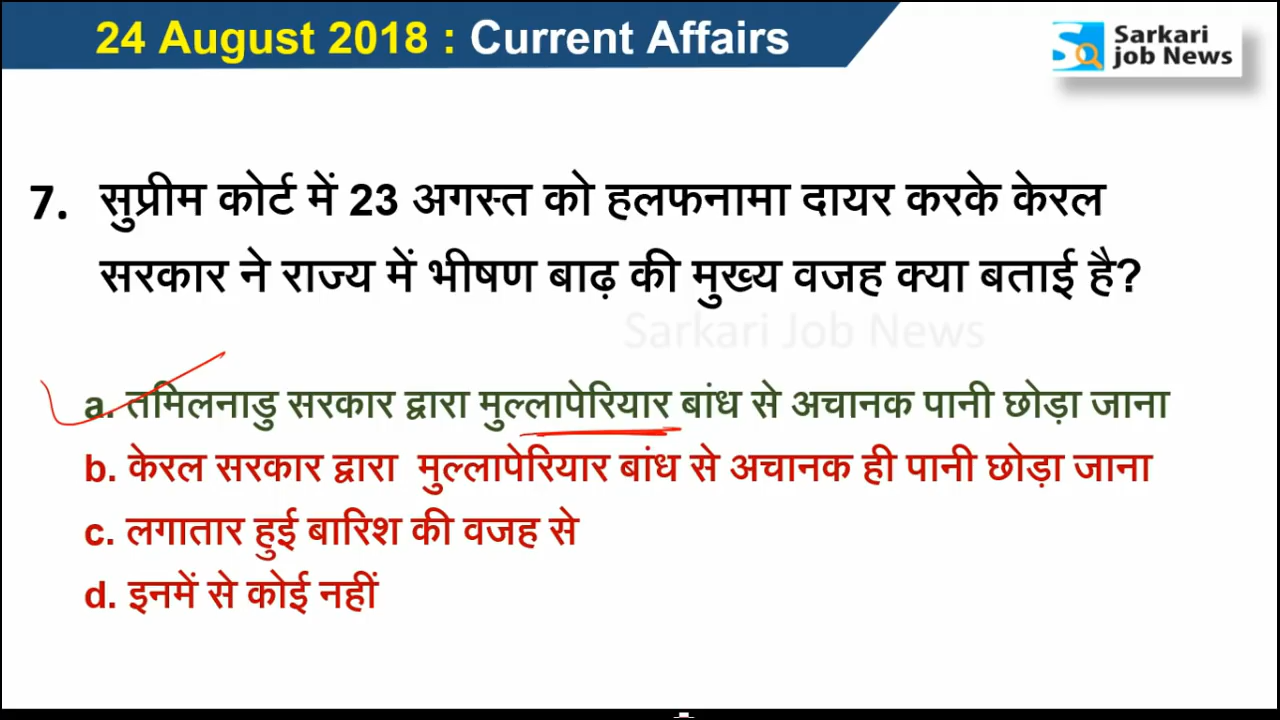 24 August 2018 : Current Affairs
Sarkari
Job News
7. सुप्रीम कोर्ट में 23 अगस्त को हलफनामा दायर करके केरल
सरकार ने राज्य में भीषण बाढ़ की मुख्य वजह क्या बताई है?
Sarkari Job News
a. तमिलनाडु सरकार द्वारा मुल्लापेरियार बांध से अचानक पानी छोड़ा जाना
b. केरल सरकार द्वारा मुल्लापेरियार बांध से अचानक ही पानी छोड़ा जाना
c. लगातार हुई बारिश की वजह से
d. इनमें से कोई नहीं